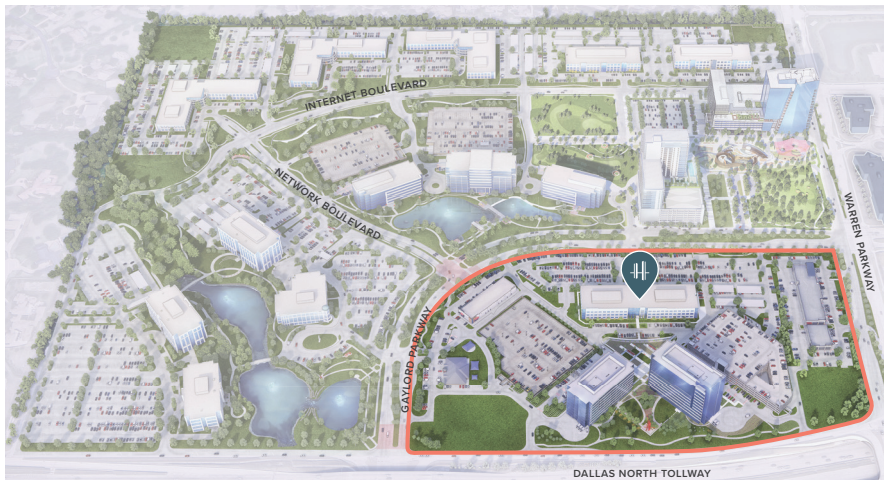 INTERNET BOULEVARD
NETWORK BOULEVARD
WARREN PARKWAY
GAYLORD PARKWAY
DALLAS NORTH TOLLWAY